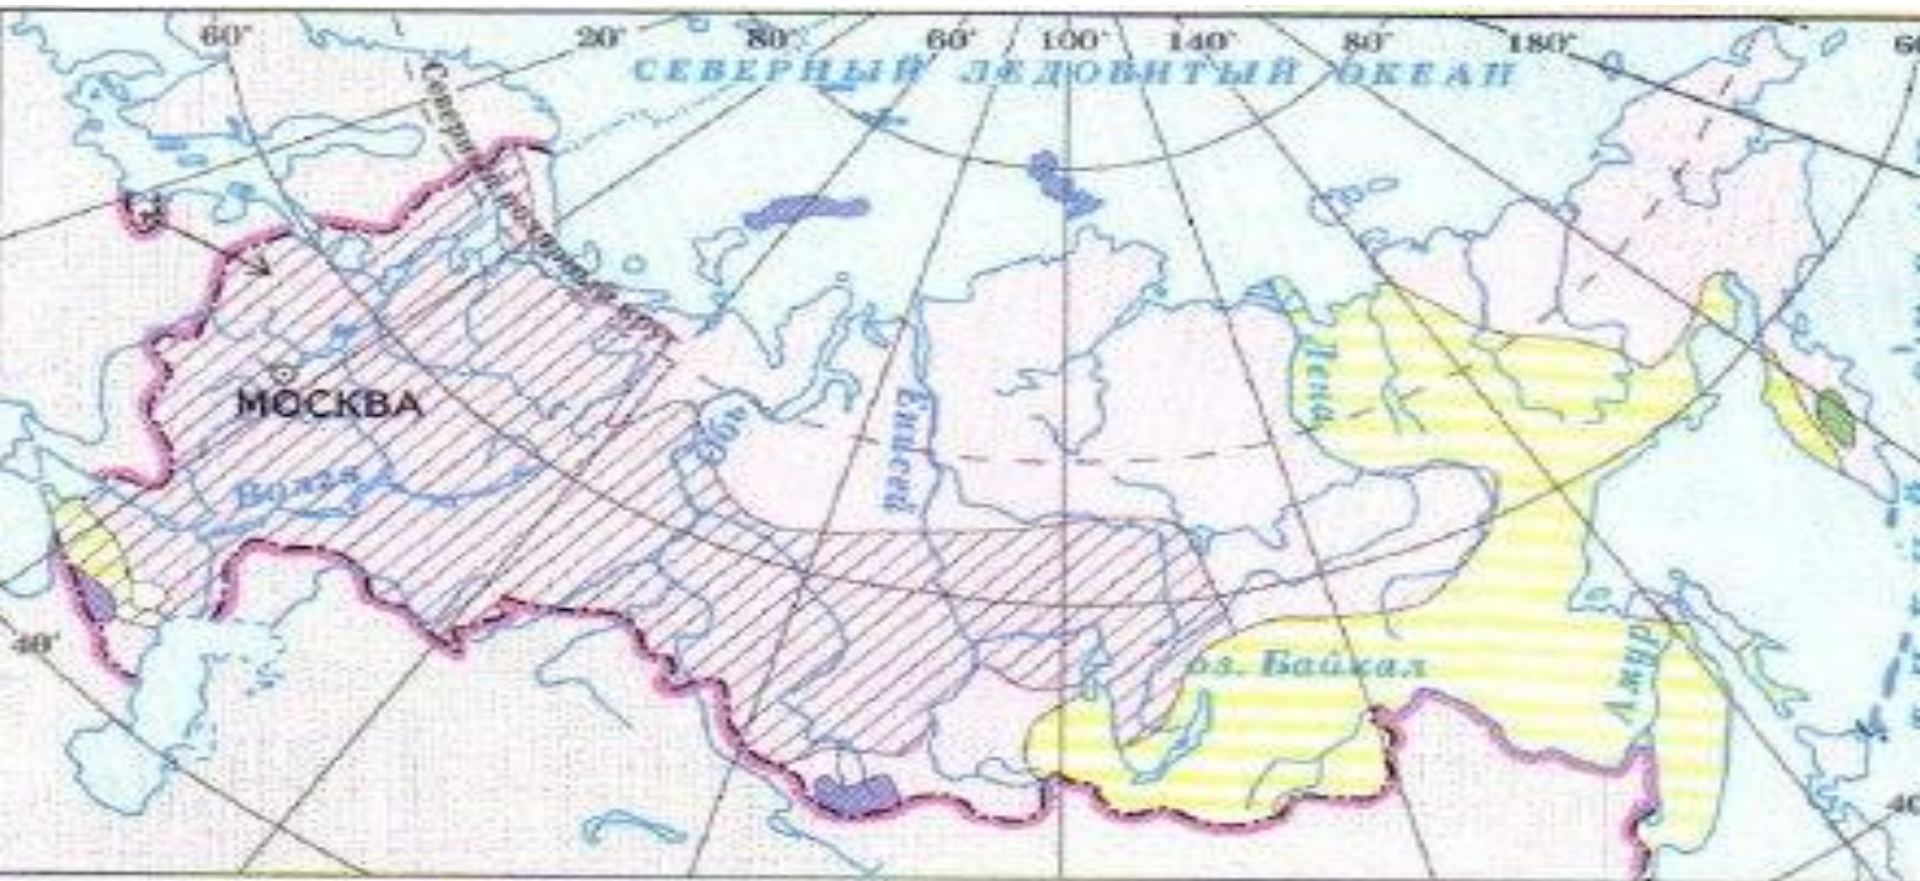 60° 20° 80° 60° 100° 140° 80° 180° 60
СЕВЕРНЫЙ ЛЕДОВИТЫЙ ОКЕАН
Северный полярный круг
Лена
Обь
Енисей
МОСКВА
Волга
40°
оз. Байкал
Амур
40